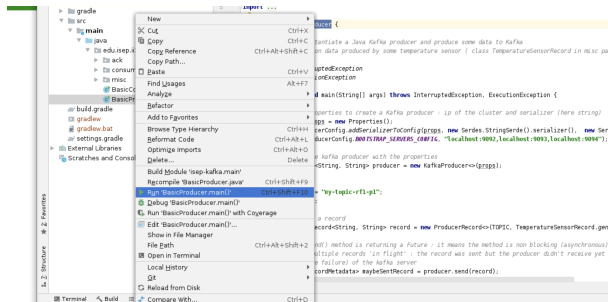 gradle
src
main
java
edu.isep.ii
ack
consum
misc
BasicC
BasicPr
build.gradle
gradlew
gradlew.bat
settings.gradle
External Libraries
Scratches and Consol
2: Favorites
7: Structure
Terminal
Build
New
Cut Ctrl+X
Copy Ctrl+C
Copy Reference Ctrl+Alt+Shift+C
Copy Path...
Paste Ctrl+V
Find Usages Alt+F7
Analyze
Refactor
Add to Favorites
Browse Type Hierarchy Ctrl+H
Reformat Code Ctrl+Alt+L
Optimize Imports Ctrl+Alt+O
Delete... Delete
Build Module 'isep-kafka.main'
Recompile 'BasicProducer.java' Ctrl+Shift+F9
Run 'BasicProducer.main()' Ctrl+Shift+F10
Debug 'BasicProducer.main()'
Run 'BasicProducer.main()' with Coverage
Edit 'BasicProducer.main()'...
Show in File Manager
File Path Ctrl+Alt+Shift+2
Open in Terminal
Local History
Git
Reload from Disk
Compare With... Ctrl+D
5 import ...
ducer {
stantiate a Java Kafka producer and produce some data to Kafka
on data produced by some temperature sensor ( class TemperatureSensorRecord in misc pa
uptedException
ionException
d main(String[] args) throws InterruptedException, ExecutionException {
operties to create a Kafka producer : ip of the cluster and serializer (here string)
ops = new Properties();
cerConfig.addSerializerToConfig(props, new Serdes.StringSerde().serializer(), new Ser
ducerConfig.BOOTSTRAP_SERVERS_CONFIG, "localhost:9092,localhost:9093,localhost:9094");
e kafka producer with the properties
<String, String> producer = new KafkaProducer<>(props);
= "my-topic-rf1-p1";
a record
ecord<String, String> record = new ProducerRecord<>(TOPIC, TemperatureSensorRecord.gen
nd() method is returning a Future : it means the method is non blocking (asynchronous)
ultiple records 'in flight' : the record was sent but the producer didn't receive yet
e failure) of the kafka server
cordMetadata> maybeSentRecord = producer.send(record);